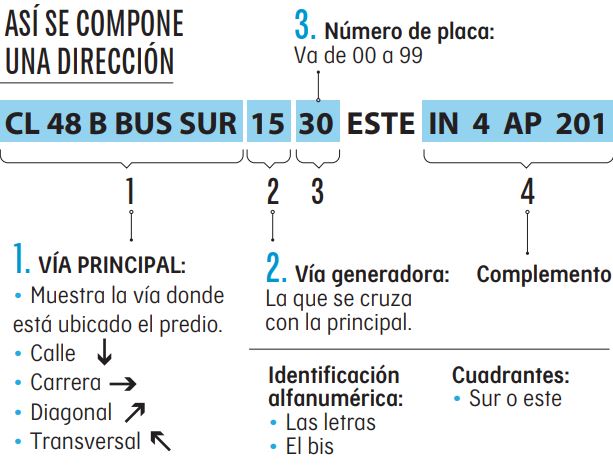 ASÍ SE COMPONE
UNA DIRECCIÓN
3. Número de placa:
Va de 00 a 99
CL 48 B BUS SUR 15 30 ESTE IN 4 AP 201
1 2 3 4
1. VÍA PRINCIPAL:
• Muestra la vía donde
está ubicado el predio.
• Calle
• Carrera
• Diagonal
• Transversal
2. Vía generadora:
La que se cruza
con la principal.
Complemento
Identificación
alfanumérica:
• Las letras
• El bis
Cuadrantes:
• Sur o este